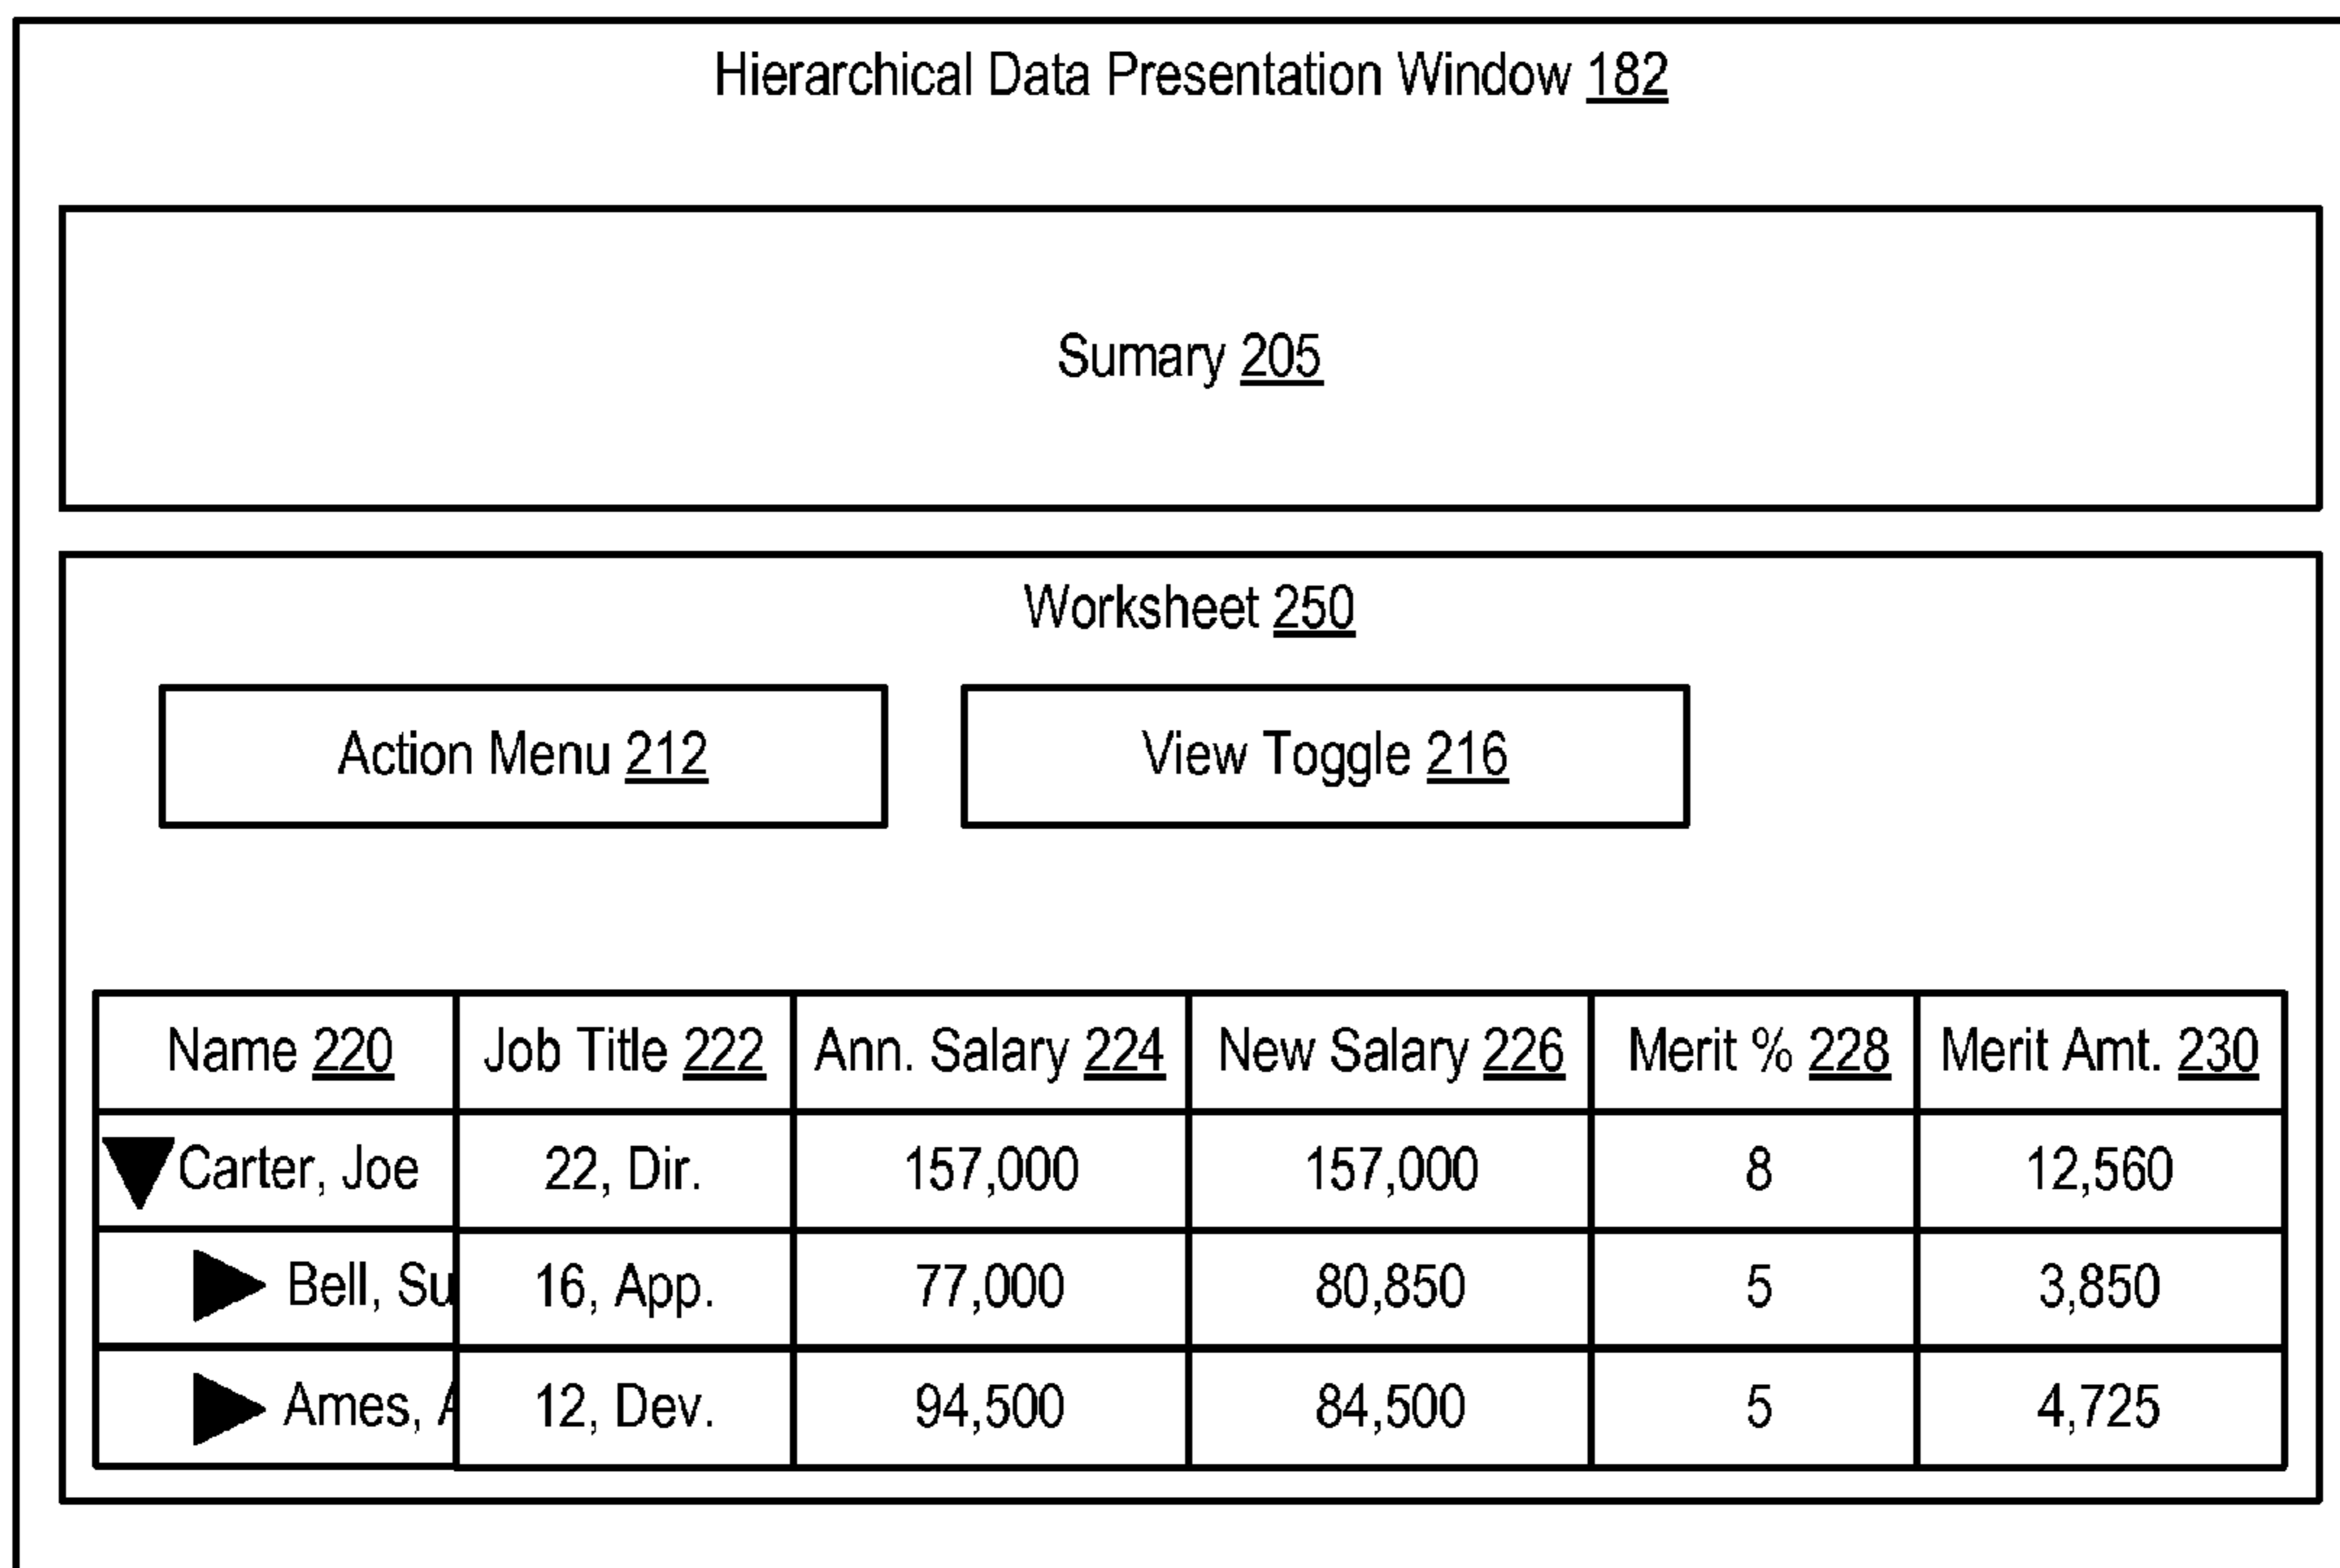 Hierarchical Data Presentation Window 182
Sumary 205
Worksheet 250
Action Menu 212 View Toggle 216
Name 220 Job Title 222 Ann. Salary 224 New Salary 226 Merit % 228 Merit Amt. 230
Carter, Joe 22, Dir. 157,000 157,000 8 12,560
Bell, Su 16, App. 77,000 80,850 5 3,850
Ames, 12, Dev. 94,500 84,500 5 4,725